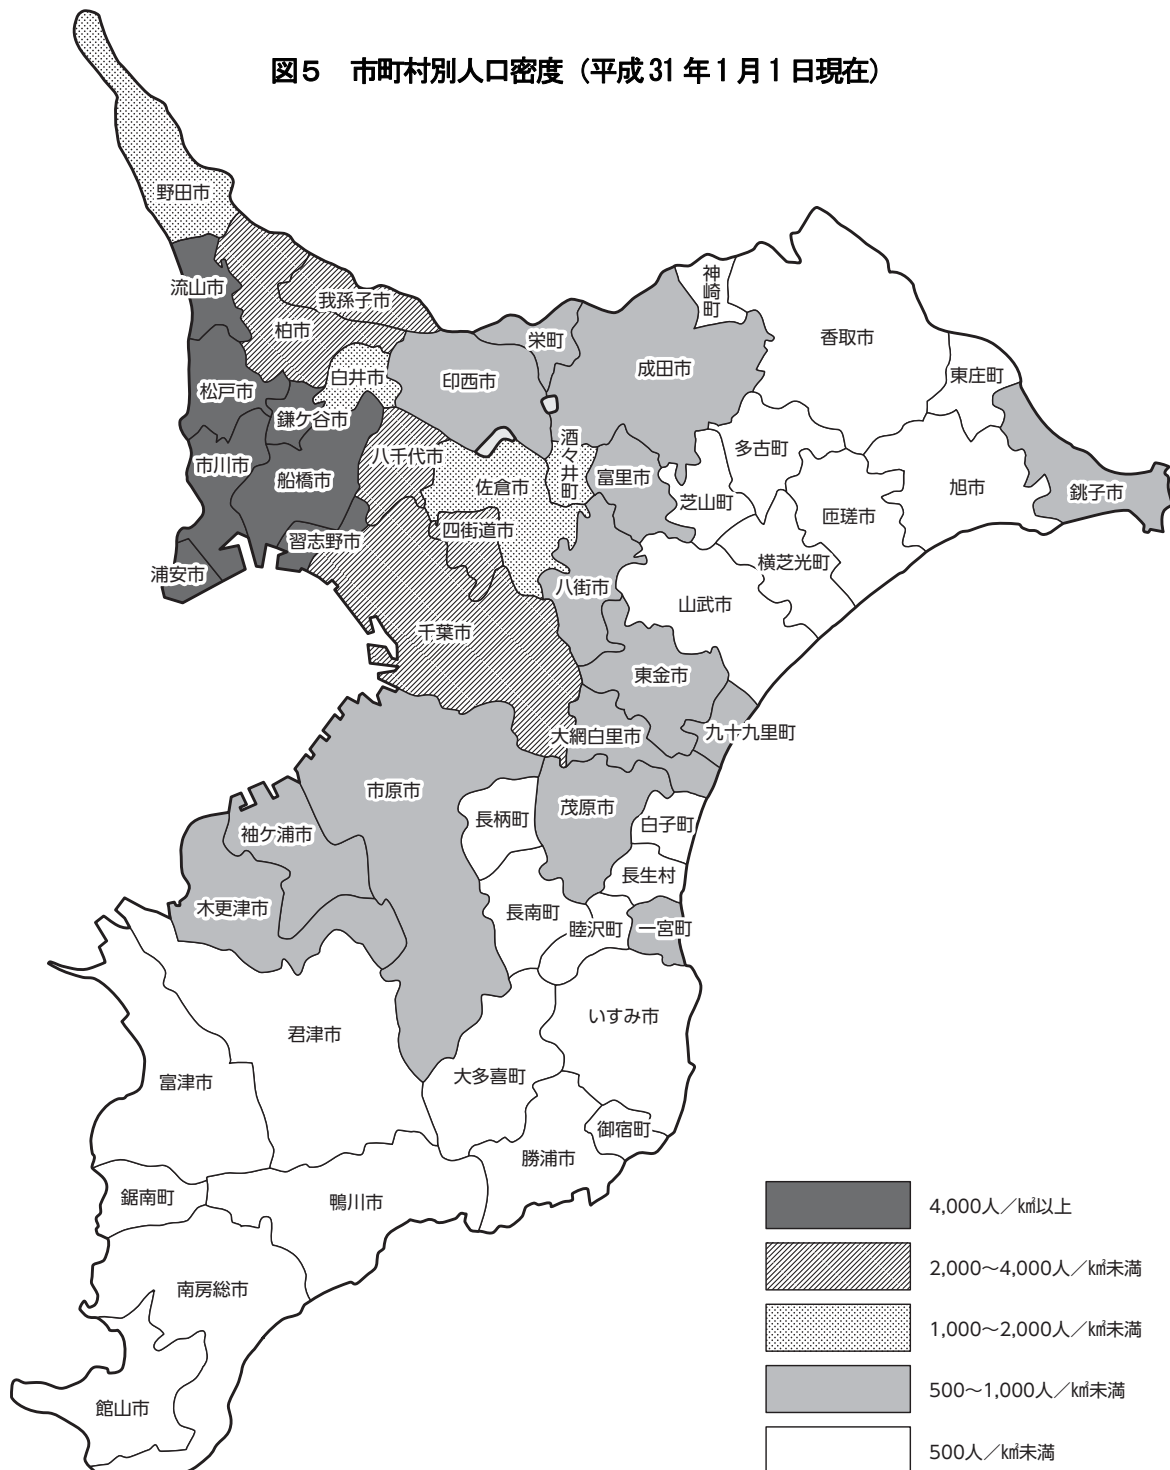 図５　市町村別人口密度（平成31年1月1日現在）
野田市
流山市
我孫子市
柏市
神崎町
香取市
栄町
成田市
東庄町
白井市
印西市
松戸市
鎌ケ谷市
酒々井町
多古町
八千代市
市川市
船橋市
佐倉市
富里市
旭市
銚子市
芝山町
匝瑳市
四街道市
習志野市
横芝光町
浦安市
八街市
山武市
千葉市
東金市
大網白里市
九十九里町
市原市
茂原市
長柄町
白子町
袖ケ浦市
長生村
木更津市
長南町
睦沢町
一宮町
いすみ市
君津市
大多喜町
富津市
御宿町
勝浦市
鋸南町
鴨川市
南房総市
館山市
4,000人／㎢以上
2,000～4,000人／㎢未満
1,000～2,000人／㎢未満
500～1,000人／㎢未満
500人／㎢未満